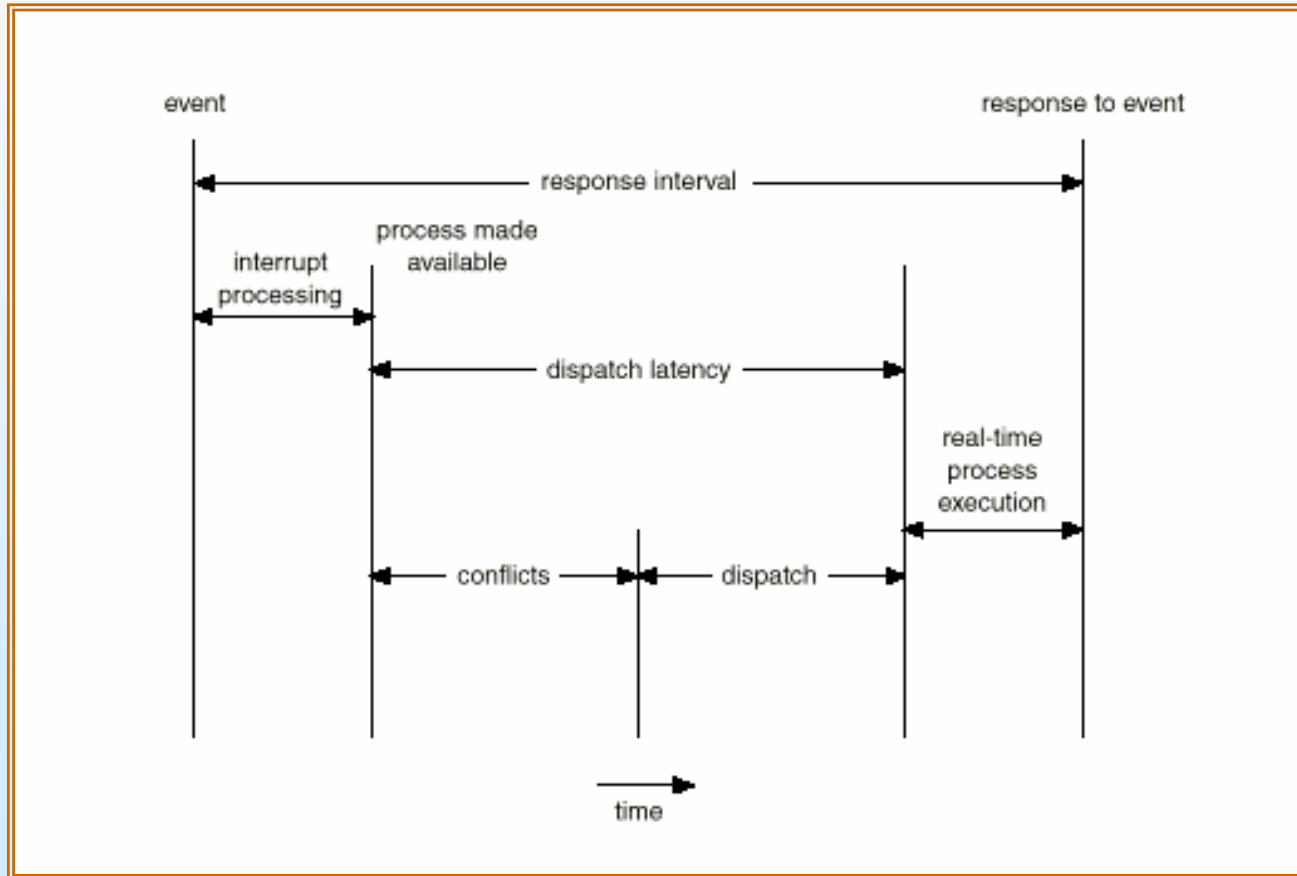 event
response to event
response interval
process made
available
interrupt
processing
dispatch latency
real-time
process
execution
conflicts
dispatch
time